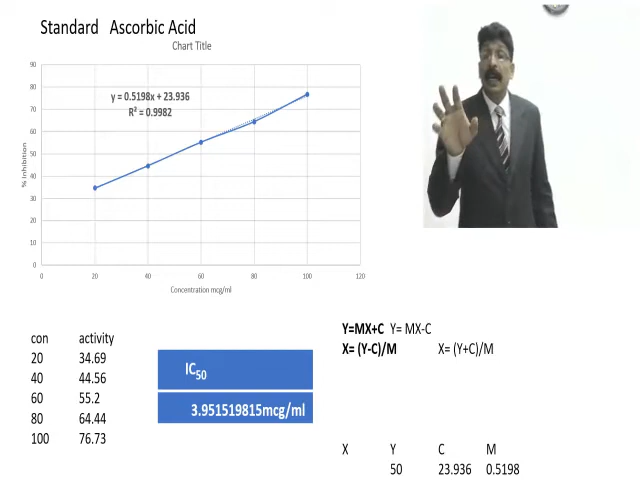 Standard Ascorbic Acid
Chart Title
y = 0.5198x + 23.936
R² = 0.9982
90
80
70
60
50
40
30
20
10
0
% Inhibition
0 20 40 60 80 100 120
Concentration mcg/ml
con activity
20 34.69
40 44.56
60 55.2
80 64.44
100 76.73
IC50
3.951519815mcg/ml
Y=MX+C Y= MX-C
X= (Y-C)/M X= (Y+C)/M
X Y C M
50 23.936 0.5198